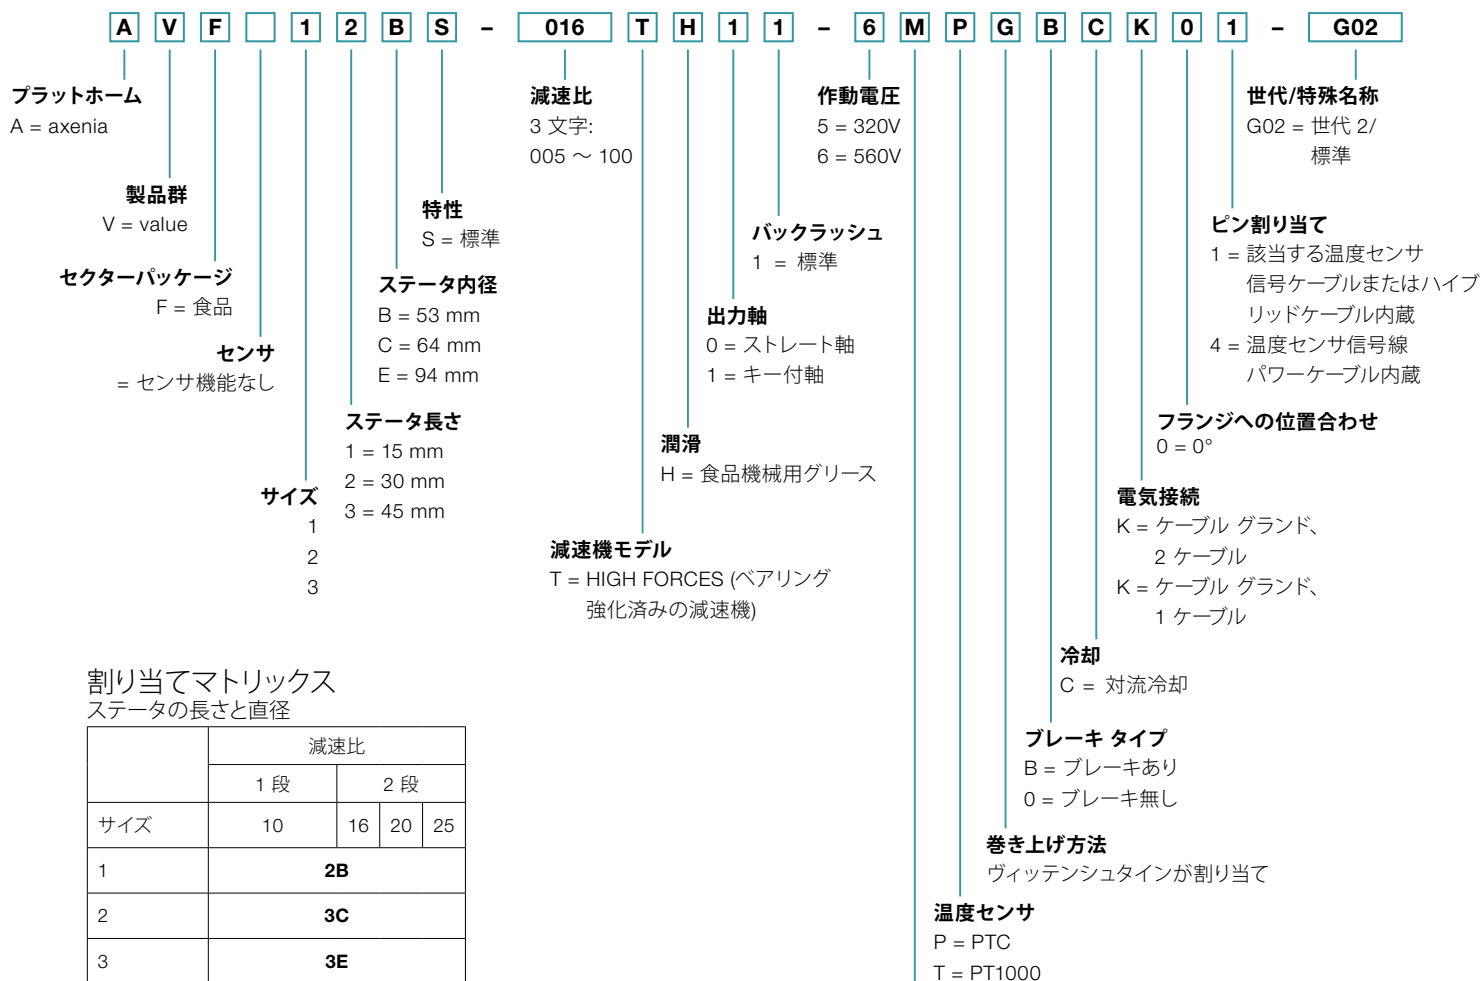 A V F 1 2 B S – 016 T H 1 1 – 6 M P G B C K 0 1 – G02
プラットホーム
A = axenia
製品群
V = value
セクターパッケージ
F = 食品
センサ
= センサ機能なし
サイズ
1
2
3
ステータ長さ
1 = 15 mm
2 = 30 mm
3 = 45 mm
ステータ内径
B = 53 mm
C = 64 mm
E = 94 mm
特性
S = 標準
減速比
3 文字:
005 ～ 100
減速機モデル
T = HIGH FORCES (ベアリング
強化済みの減速機)
潤滑
H = 食品機械用グリース
出力軸
0 = ストレート軸
1 = キー付軸
バックラッシュ
1 = 標準
作動電圧
5 = 320V
6 = 560V
温度センサ
P = PTC
T = PT1000
巻き上げ方法
ヴィッテンシュタインが割り当て
ブレーキ タイプ
B = ブレーキあり
0 = ブレーキ無し
冷却
C = 対流冷却
電気接続
K = ケーブル グランド、
2 ケーブル
K = ケーブル グランド、
1 ケーブル
フランジへの位置合わせ
0 = 0°
ピン割り当て
1 = 該当する温度センサ
信号ケーブルまたはハイブ
リッドケーブル内蔵
4 = 温度センサ信号線
パワーケーブル内蔵
世代/特殊名称
G02 = 世代 2/
標準
割り当てマトリックス
ステータの長さと直径
減速比
1 段 2 段
サイズ 10 16 20 25
1 2B
2 3C
3 3E